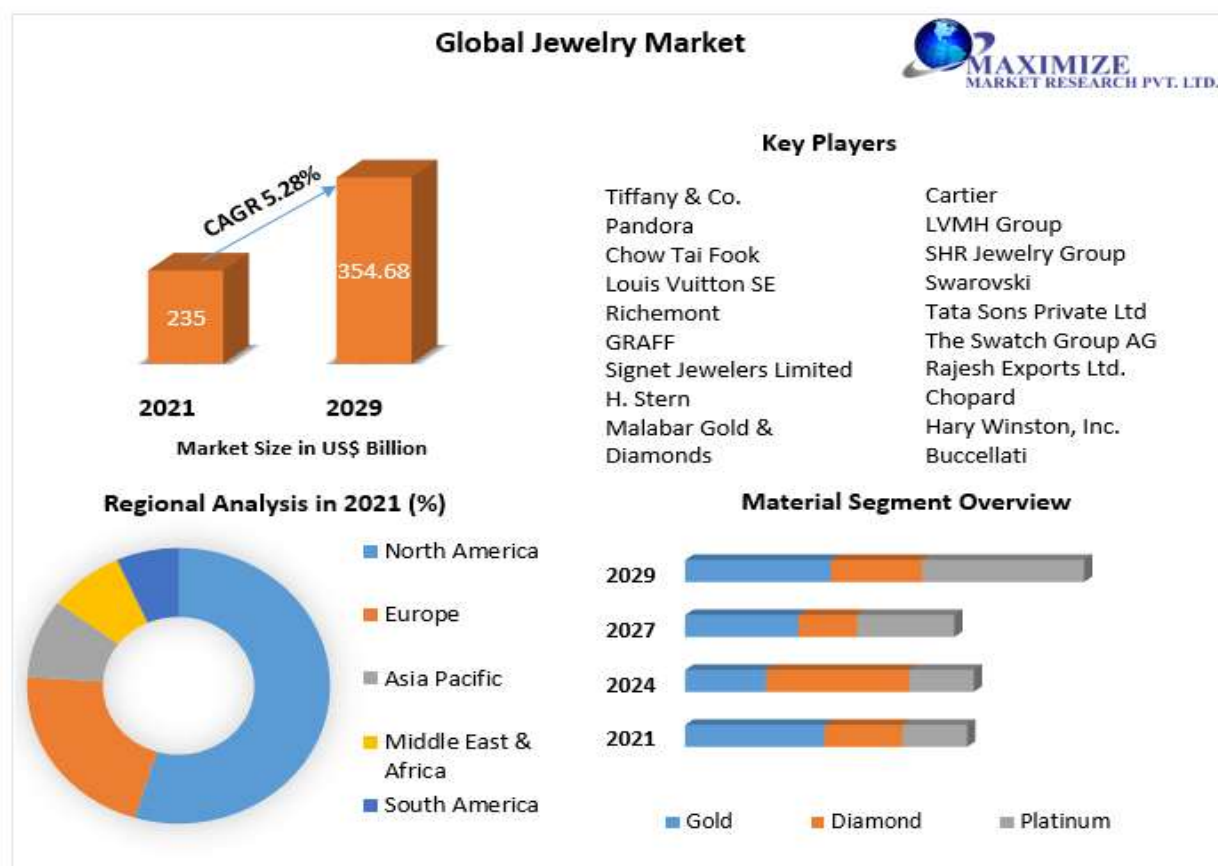 Global Jewelry Market
MAXIMIZE
MARKET RESEARCH PVT. LTD.
CAGR 5.28%
235
354.68
2021
2029
Market Size in US$ Billion
Key Players
Tiffany & Co.
Pandora
Chow Tai Fook
Louis Vuitton SE
Richemont
GRAFF
Signet Jewelers Limited
H. Stern
Malabar Gold &
Diamonds
Cartier
LVMH Group
SHR Jewelry Group
Swarovski
Tata Sons Private Ltd
The Swatch Group AG
Rajesh Exports Ltd.
Chopard
Hary Winston, Inc.
Buccellati
Regional Analysis in 2021 (%)
North America
Europe
Asia Pacific
Middle East &
Africa
South America
Material Segment Overview
2029
2027
2024
2021
Gold
Diamond
Platinum